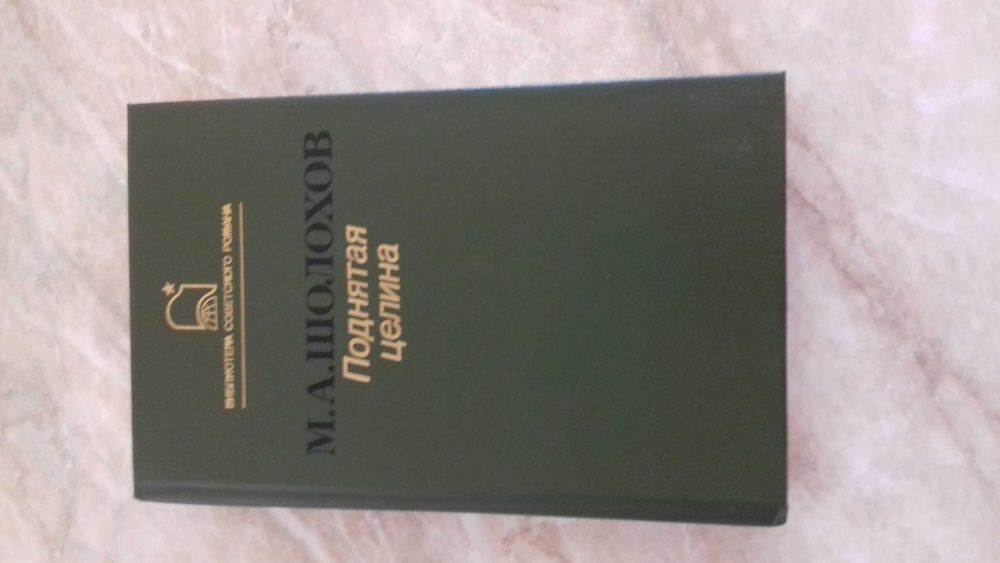 БИБЛИОТЕКА СОВЕТСКОГО РОМАНА
М.А.ШОЛОХОВ
Поднятая
целина